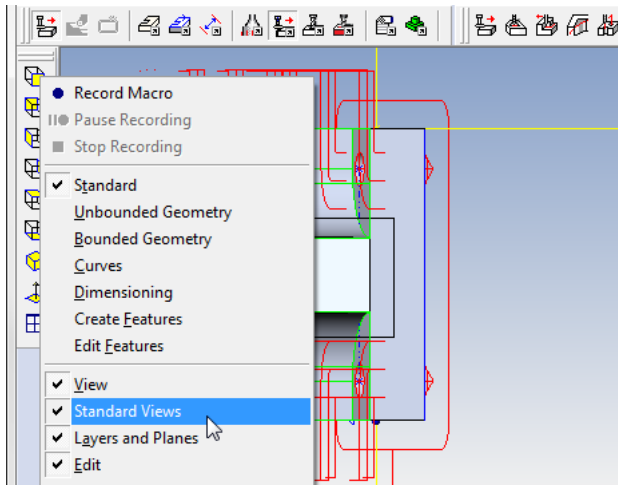 Record Macro
Pause Recording
Stop Recording
Standard
Unbounded Geometry
Bounded Geometry
Curves
Dimensioning
Create Features
Edit Features
View
Standard Views
Layers and Planes
Edit